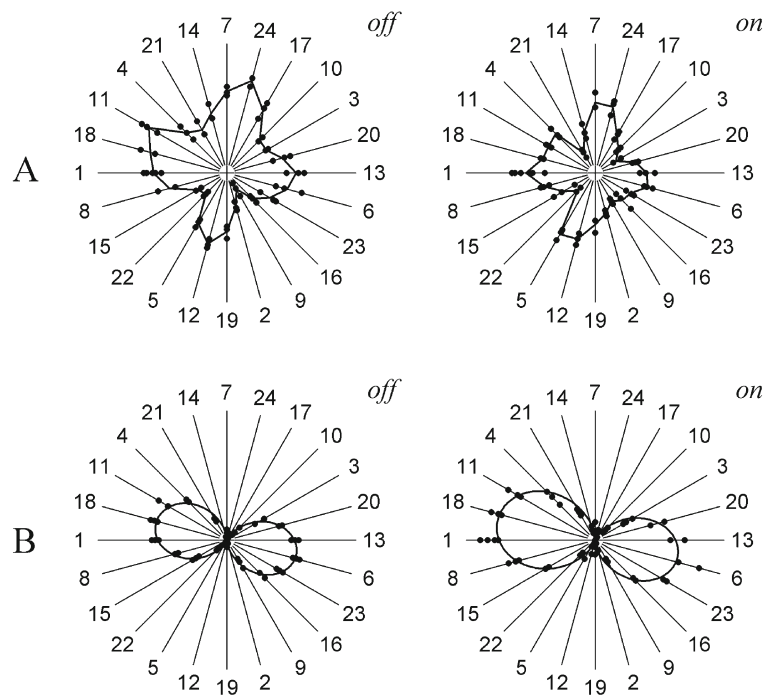 off on
7 7
14 24 14 24
21 17 21 17
4 10 4 10
11 3 11 3
18 20 18 20
A 1 13 1 13
8 6 8 6
15 23 15 23
22 16 22 16
5 9 5 9
12 2 12 2
19 19
off on
7 7
14 24 14 24
21 17 21 17
4 10 4 10
11 3 11 3
18 20 18 20
B 1 13 1 13
8 6 8 6
15 23 15 23
22 16 22 16
5 9 5 9
12 2 12 2
19 19